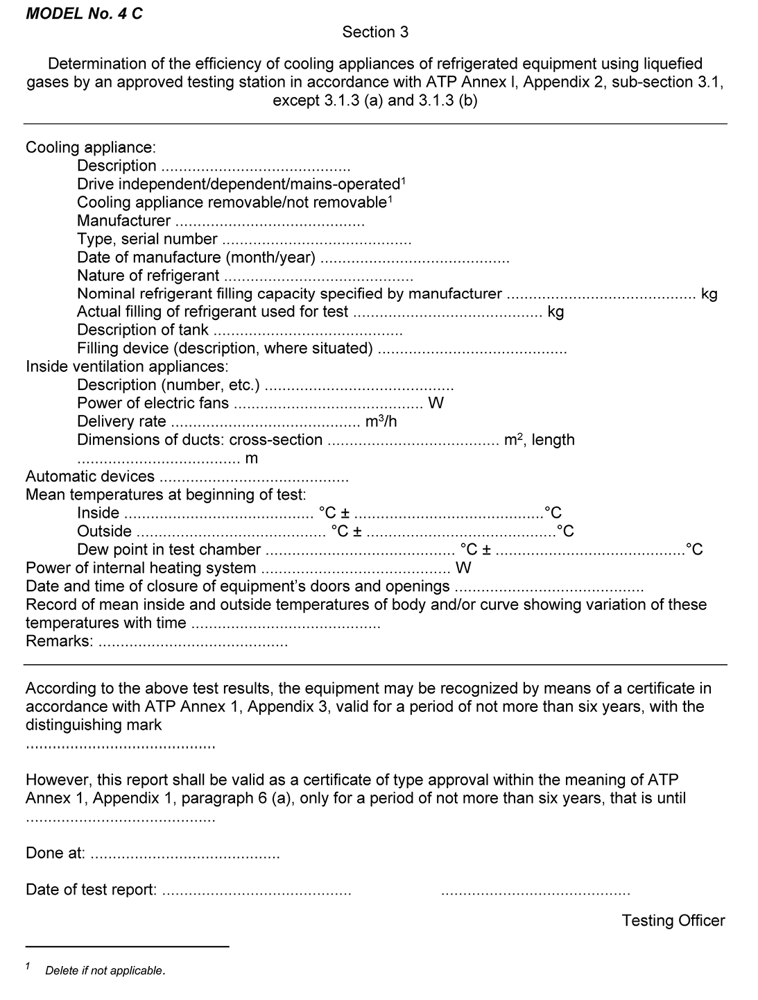 MODEL No. 4 C
Section 3
Determination of the efficiency of cooling appliances of refrigerated equipment using liquefied
gases by an approved testing station in accordance with ATP Annex I, Appendix 2, sub-section 3.1,
except 3.1.3 (a) and 3.1.3 (b)
Cooling appliance:
Description ...........................................
Drive independent/dependent/mains-operated¹
Cooling appliance removable/not removable¹
Manufacturer ...........................................
Type, serial number ...........................................
Date of manufacture (month/year) ...........................................
Nature of refrigerant ...........................................
Nominal refrigerant filling capacity specified by manufacturer ........................................... kg
Actual filling of refrigerant used for test ........................................... kg
Description of tank ...........................................
Filling device (description, where situated) ...........................................
Inside ventilation appliances:
Description (number, etc.) ...........................................
Power of electric fans ........................................... W
Delivery rate ........................................... m³/h
Dimensions of ducts: cross-section ....................................... m², length
..................................... m
Automatic devices ...........................................
Mean temperatures at beginning of test:
Inside ........................................... °C ± ...........................................°C
Outside ........................................... °C ± ...........................................°C
Dew point in test chamber ........................................... °C ± ...........................................°C
Power of internal heating system ........................................... W
Date and time of closure of equipment’s doors and openings ...........................................
Record of mean inside and outside temperatures of body and/or curve showing variation of these
temperatures with time ...........................................
Remarks: ...........................................
According to the above test results, the equipment may be recognized by means of a certificate in
accordance with ATP Annex 1, Appendix 3, valid for a period of not more than six years, with the
distinguishing mark
...........................................
However, this report shall be valid as a certificate of type approval within the meaning of ATP
Annex 1, Appendix 1, paragraph 6 (a), only for a period of not more than six years, that is until
...........................................
Done at: ...........................................
Date of test report: ........................................... ...........................................
Testing Officer
1 Delete if not applicable.